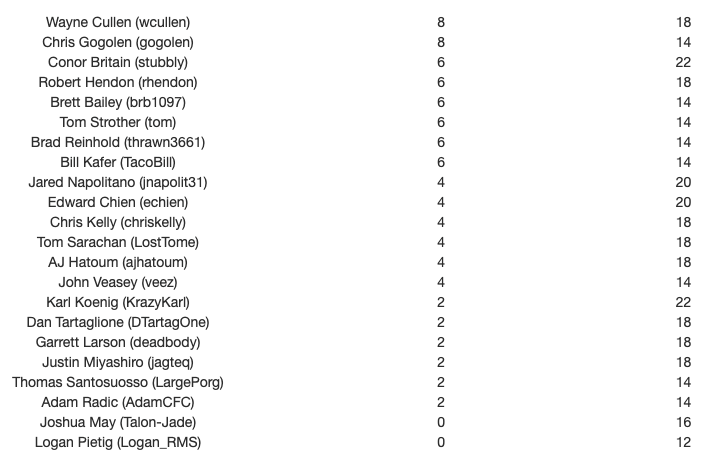 Wayne Cullen (wcullen) 8 18
Chris Gogolen (gogolen) 8 14
Conor Britain (stubbly) 6 22
Robert Hendon (rhendon) 6 18
Brett Bailey (brb1097) 6 14
Tom Strother (tom) 6 14
Brad Reinhold (thrawn3661) 6 14
Bill Kafer (TacoBill) 6 14
Jared Napolitano (jnapolit31) 4 20
Edward Chien (echien) 4 20
Chris Kelly (chriskelly) 4 18
Tom Sarachan (LostTome) 4 18
AJ Hatoum (ajhatoum) 4 18
John Veasey (veez) 4 14
Karl Koenig (KrazyKarl) 2 22
Dan Tartaglione (DTartagOne) 2 18
Garrett Larson (deadbody) 2 18
Justin Miyashiro (jagteq) 2 18
Thomas Santosuosso (LargePorg) 2 14
Adam Radic (AdamCFC) 2 14
Joshua May (Talon-Jade) 0 16
Logan Pietig (Logan_RMS) 0 12